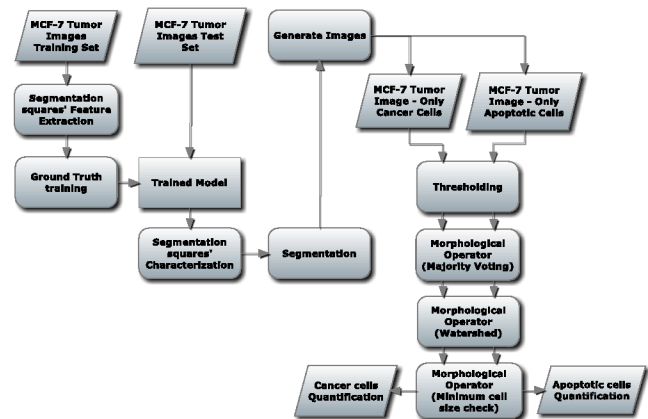 MCF-7 Tumor
Images
Training Set
MCF-7 Tumor
Images Test
Set
Generate Images
Segmentation
squares' Feature
Extraction
MCF-7 Tumor
Image - Only
Cancer Cells
MCF-7 Tumor
Image - Only
Apoptotic Cells
Ground Truth
training
Trained Model
Thresholding
Segmentation
squares'
Characterization
Segmentation
Morphological
Operator
(Majority Voting)
Morphological
Operator
(Watershed)
Cancer cells
Quantification
Morphological
Operator
(Minimum cell
size check)
Apoptotic cells
Quantification